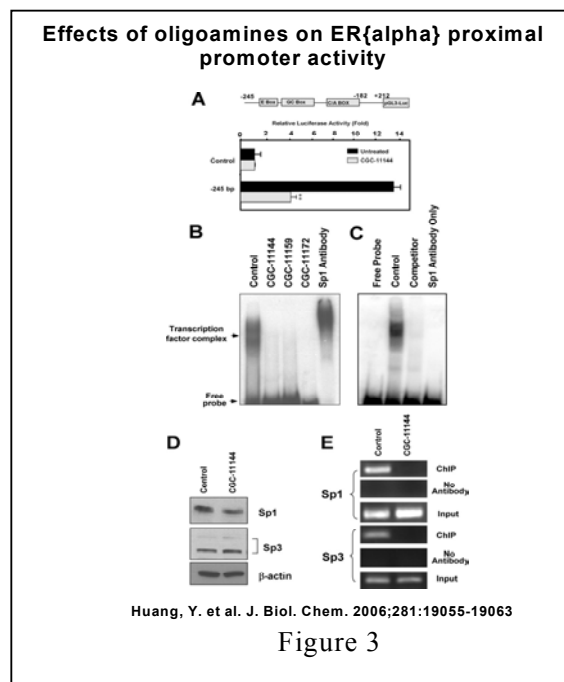 Effects of oligoamines on ER{alpha} proximal
promoter activity
A
-245 E Box GC Box C/A BOX -182 +212 pGL3-Luc
Relative Luciferase Activity (Fold)
0 2 4 6 8 10 12 14
Untreated
CGC-11144
Control
-245 bp
B
Control
CGC-11144
CGC-11159
CGC-11172
Sp1 Antibody
C
Free Probe
Control
Competitor
Sp1 Antibody Only
Transcription
factor complex
Free
probe
D
Control
CGC-11144
Sp1
Sp3
β-actin
E
Control
CGC-11144
Sp1
ChIP
No
Antibody
Input
Sp3
ChIP
No
Antibody
Input
Huang, Y. et al. J. Biol. Chem. 2006;281:19055-19063
Figure 3